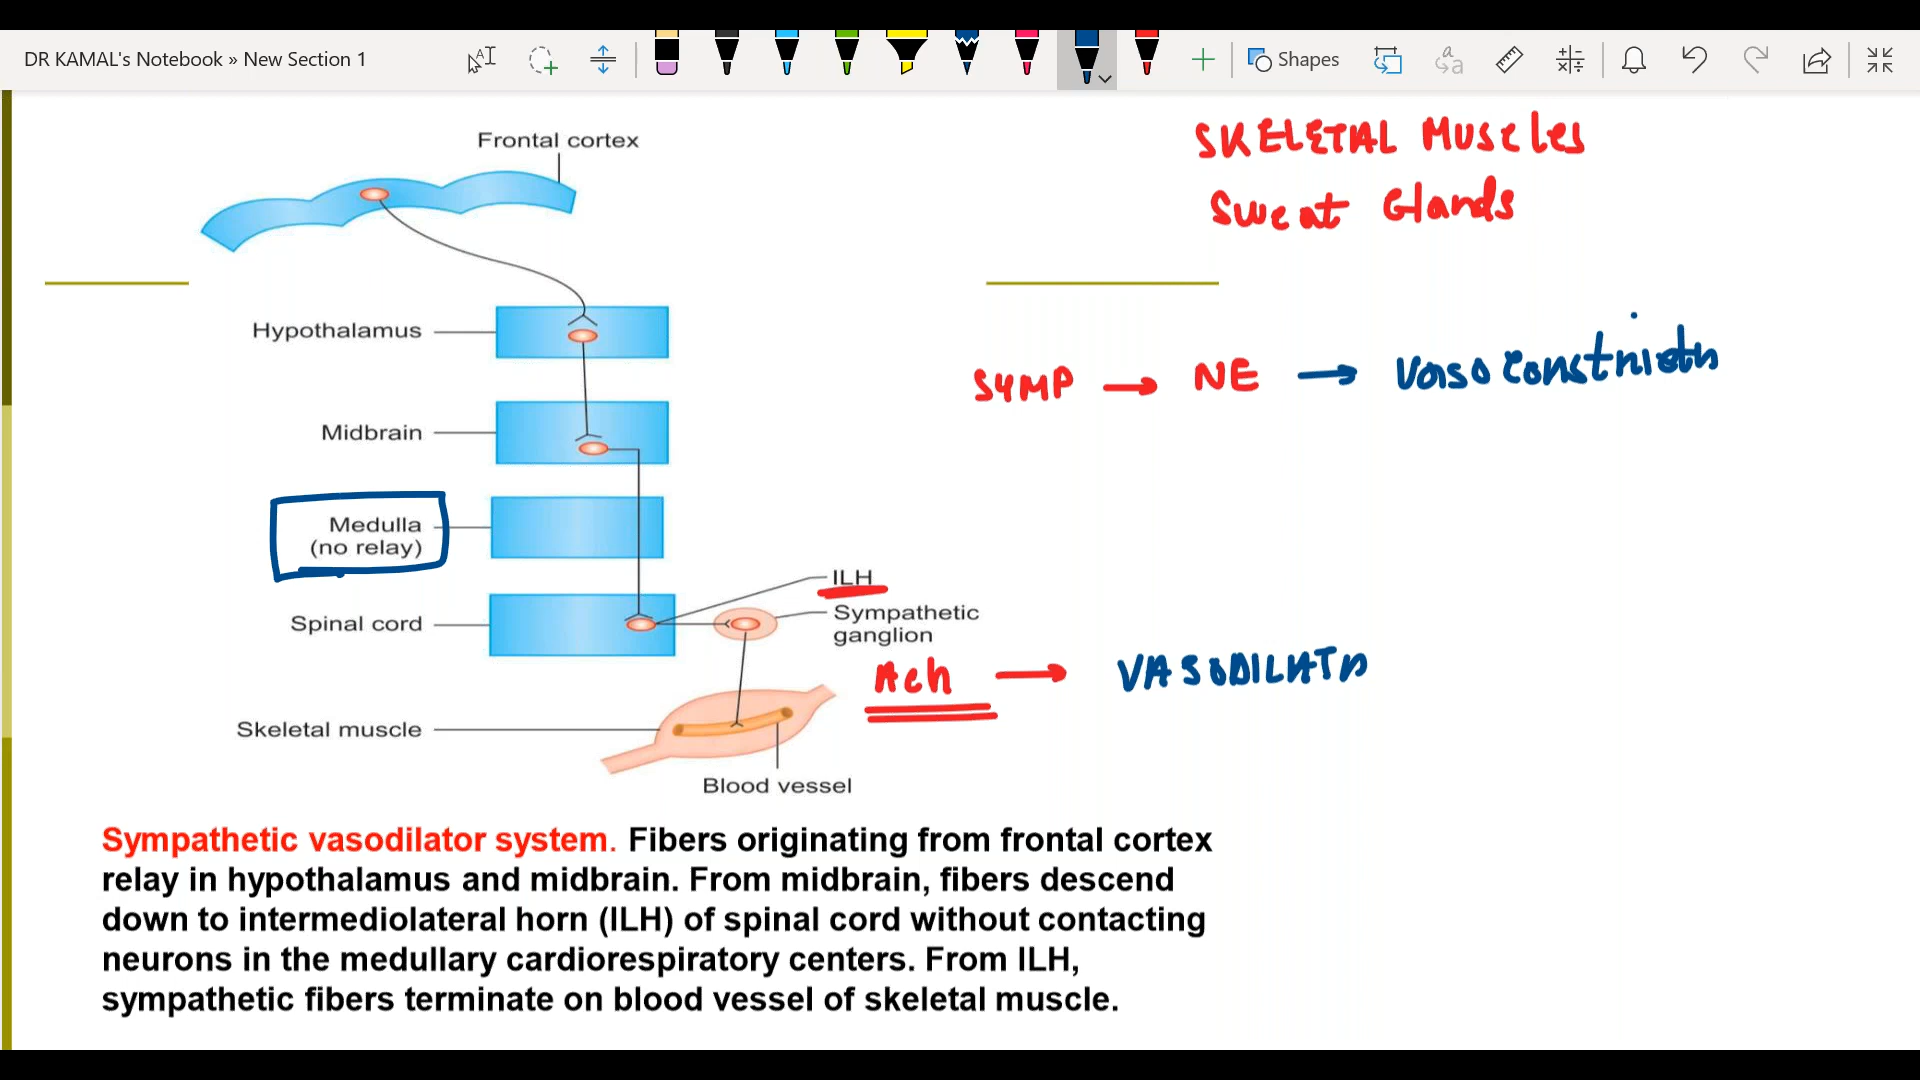 DR KAMAL's Notebook » New Section 1
Shapes
Frontal cortex
SKELETAL Muscles
Sweat Glands
Hypothalamus
SYMP → NE → Vasoconstriction
Midbrain
Medulla
(no relay)
ILH
Sympathetic
ganglion
Spinal cord
Ach → VASODILATN
Skeletal muscle
Blood vessel
Sympathetic vasodilator system. Fibers originating from frontal cortex
relay in hypothalamus and midbrain. From midbrain, fibers descend
down to intermediolateral horn (ILH) of spinal cord without contacting
neurons in the medullary cardiorespiratory centers. From ILH,
sympathetic fibers terminate on blood vessel of skeletal muscle.